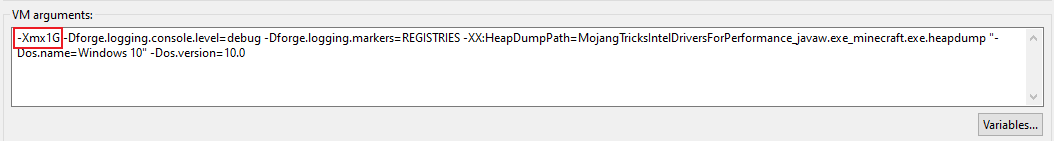 VM arguments:
-Xmx1G -Dforge.logging.console.level=debug -Dforge.logging.markers=REGISTRIES -XX:HeapDumpPath=MojangTricksIntelDriversForPerformance_javaw.exe_minecraft.exe.heapdump "-
Dos.name=Windows 10" -Dos.version=10.0
Variables...